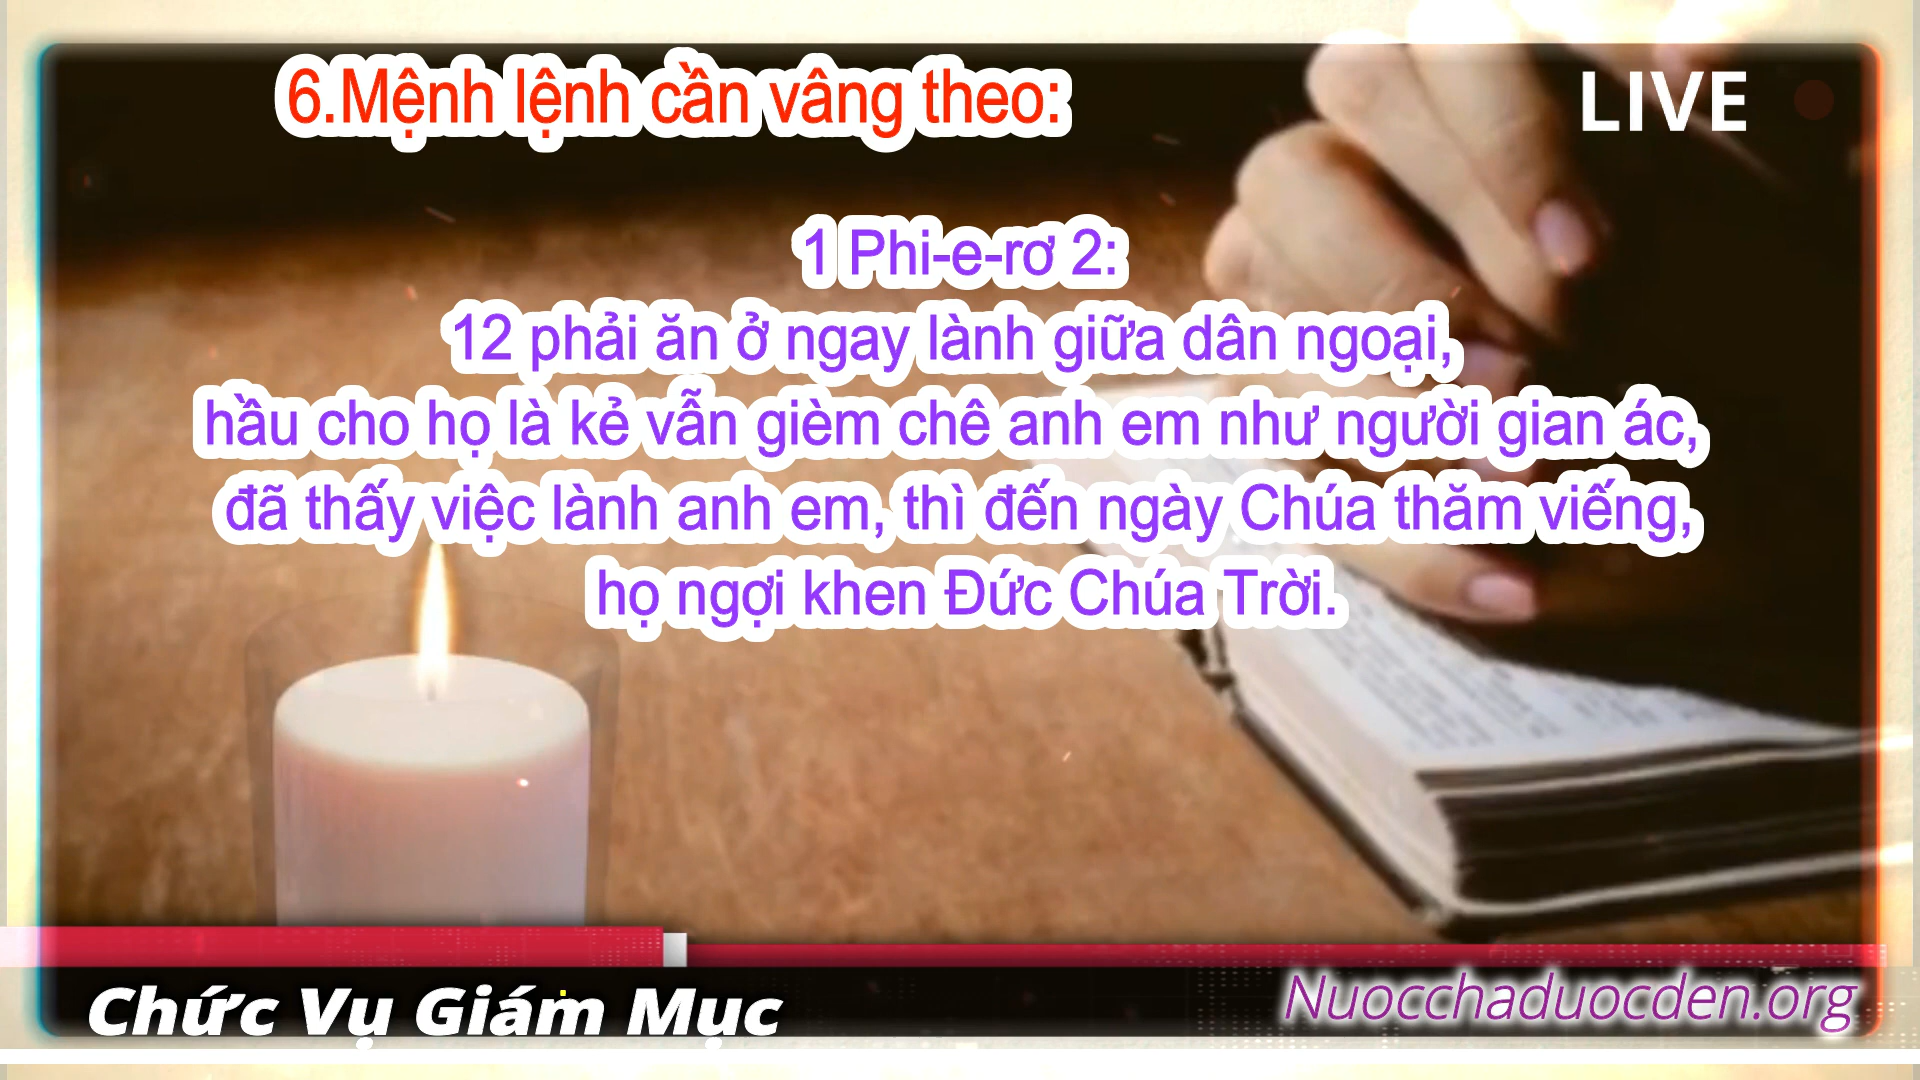 6.Mệnh lệnh cần vâng theo:
LIVE
1 Phi-e-rơ 2:
12 phải ăn ở ngay lành giữa dân ngoại,
hầu cho họ là kẻ vẫn gièm chê anh em như người gian ác,
đã thấy việc lành anh em, thì đến ngày Chúa thăm viếng,
họ ngợi khen Đức Chúa Trời.
Chức Vụ Giám Mục
Nuocchaduocden.org